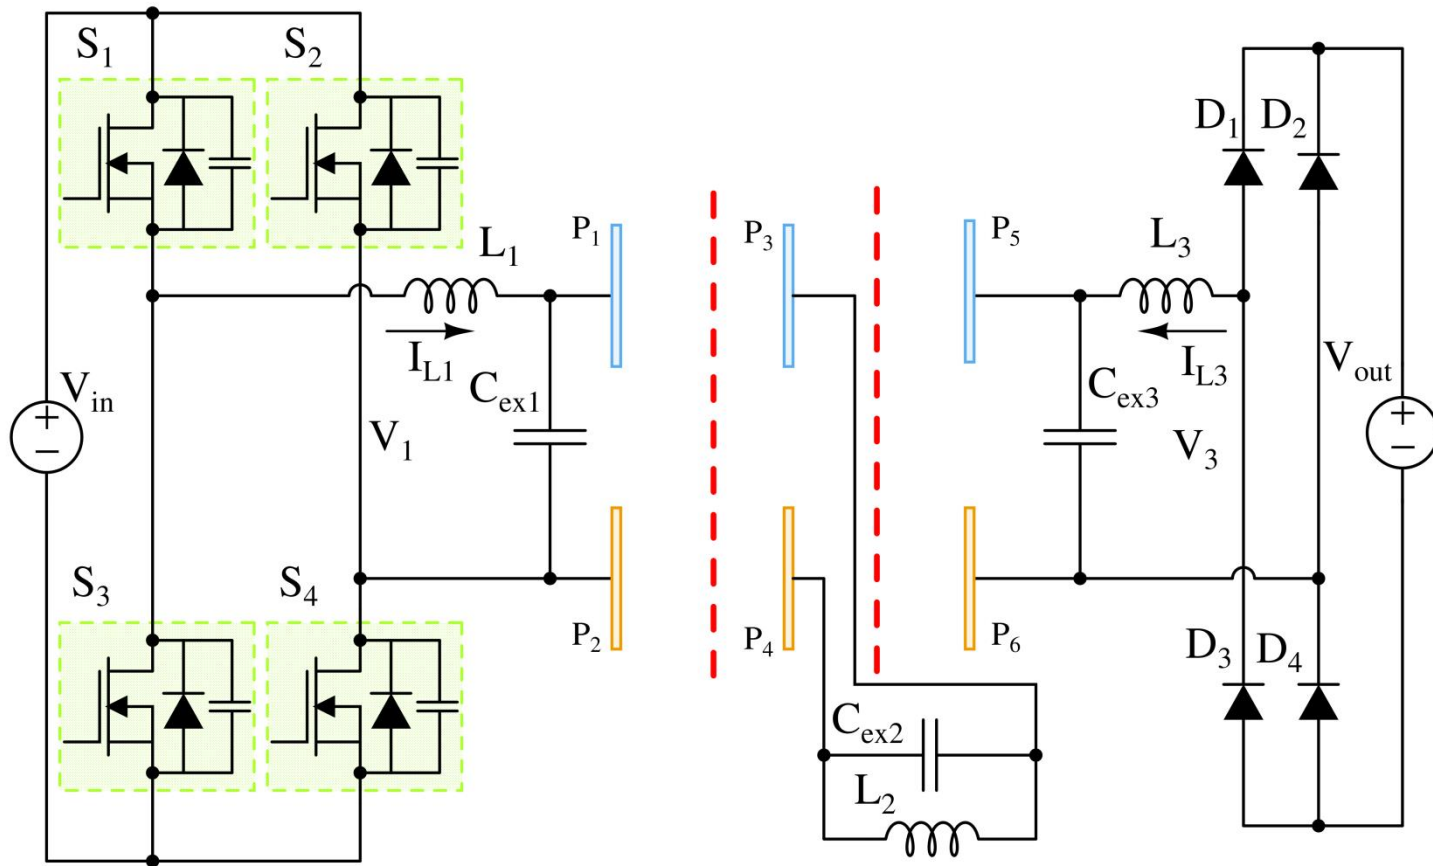 S1
S2
L1
IL1
Cex1
P1
P3
P5
L3
IL3
Cex3
D1
D2
Vin
+
−
V1
V3
Vout
+
−
S3
S4
P2
P4
P6
D3
D4
Cex2
L2